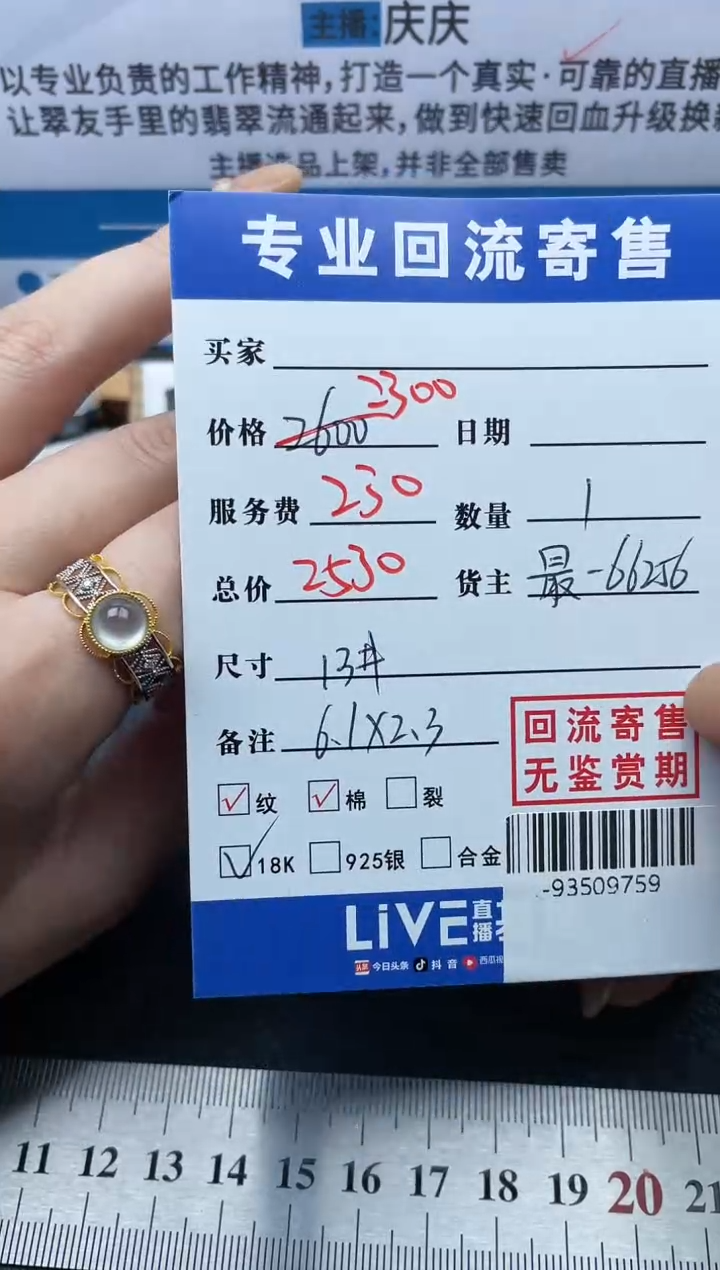 主播:庆庆
以专业负责的工作精神,打造一个真实·可靠的直播
让翠友手里的翡翠流通起来,做到快速回血升级换
主播选品上架,并非全部售卖
专业回流寄售
买家
价格 2600 2300 日期
服务费 230 数量 1
总价 2530 货主 最-66256
尺寸 13#
备注 6.1X2.3
回流寄售
无鉴赏期
纹 棉 裂
18K 925银 合金
-93509759
LiVE 直播
今日头条 抖音 西瓜视
11 12 13 14 15 16 17 18 19 20 21